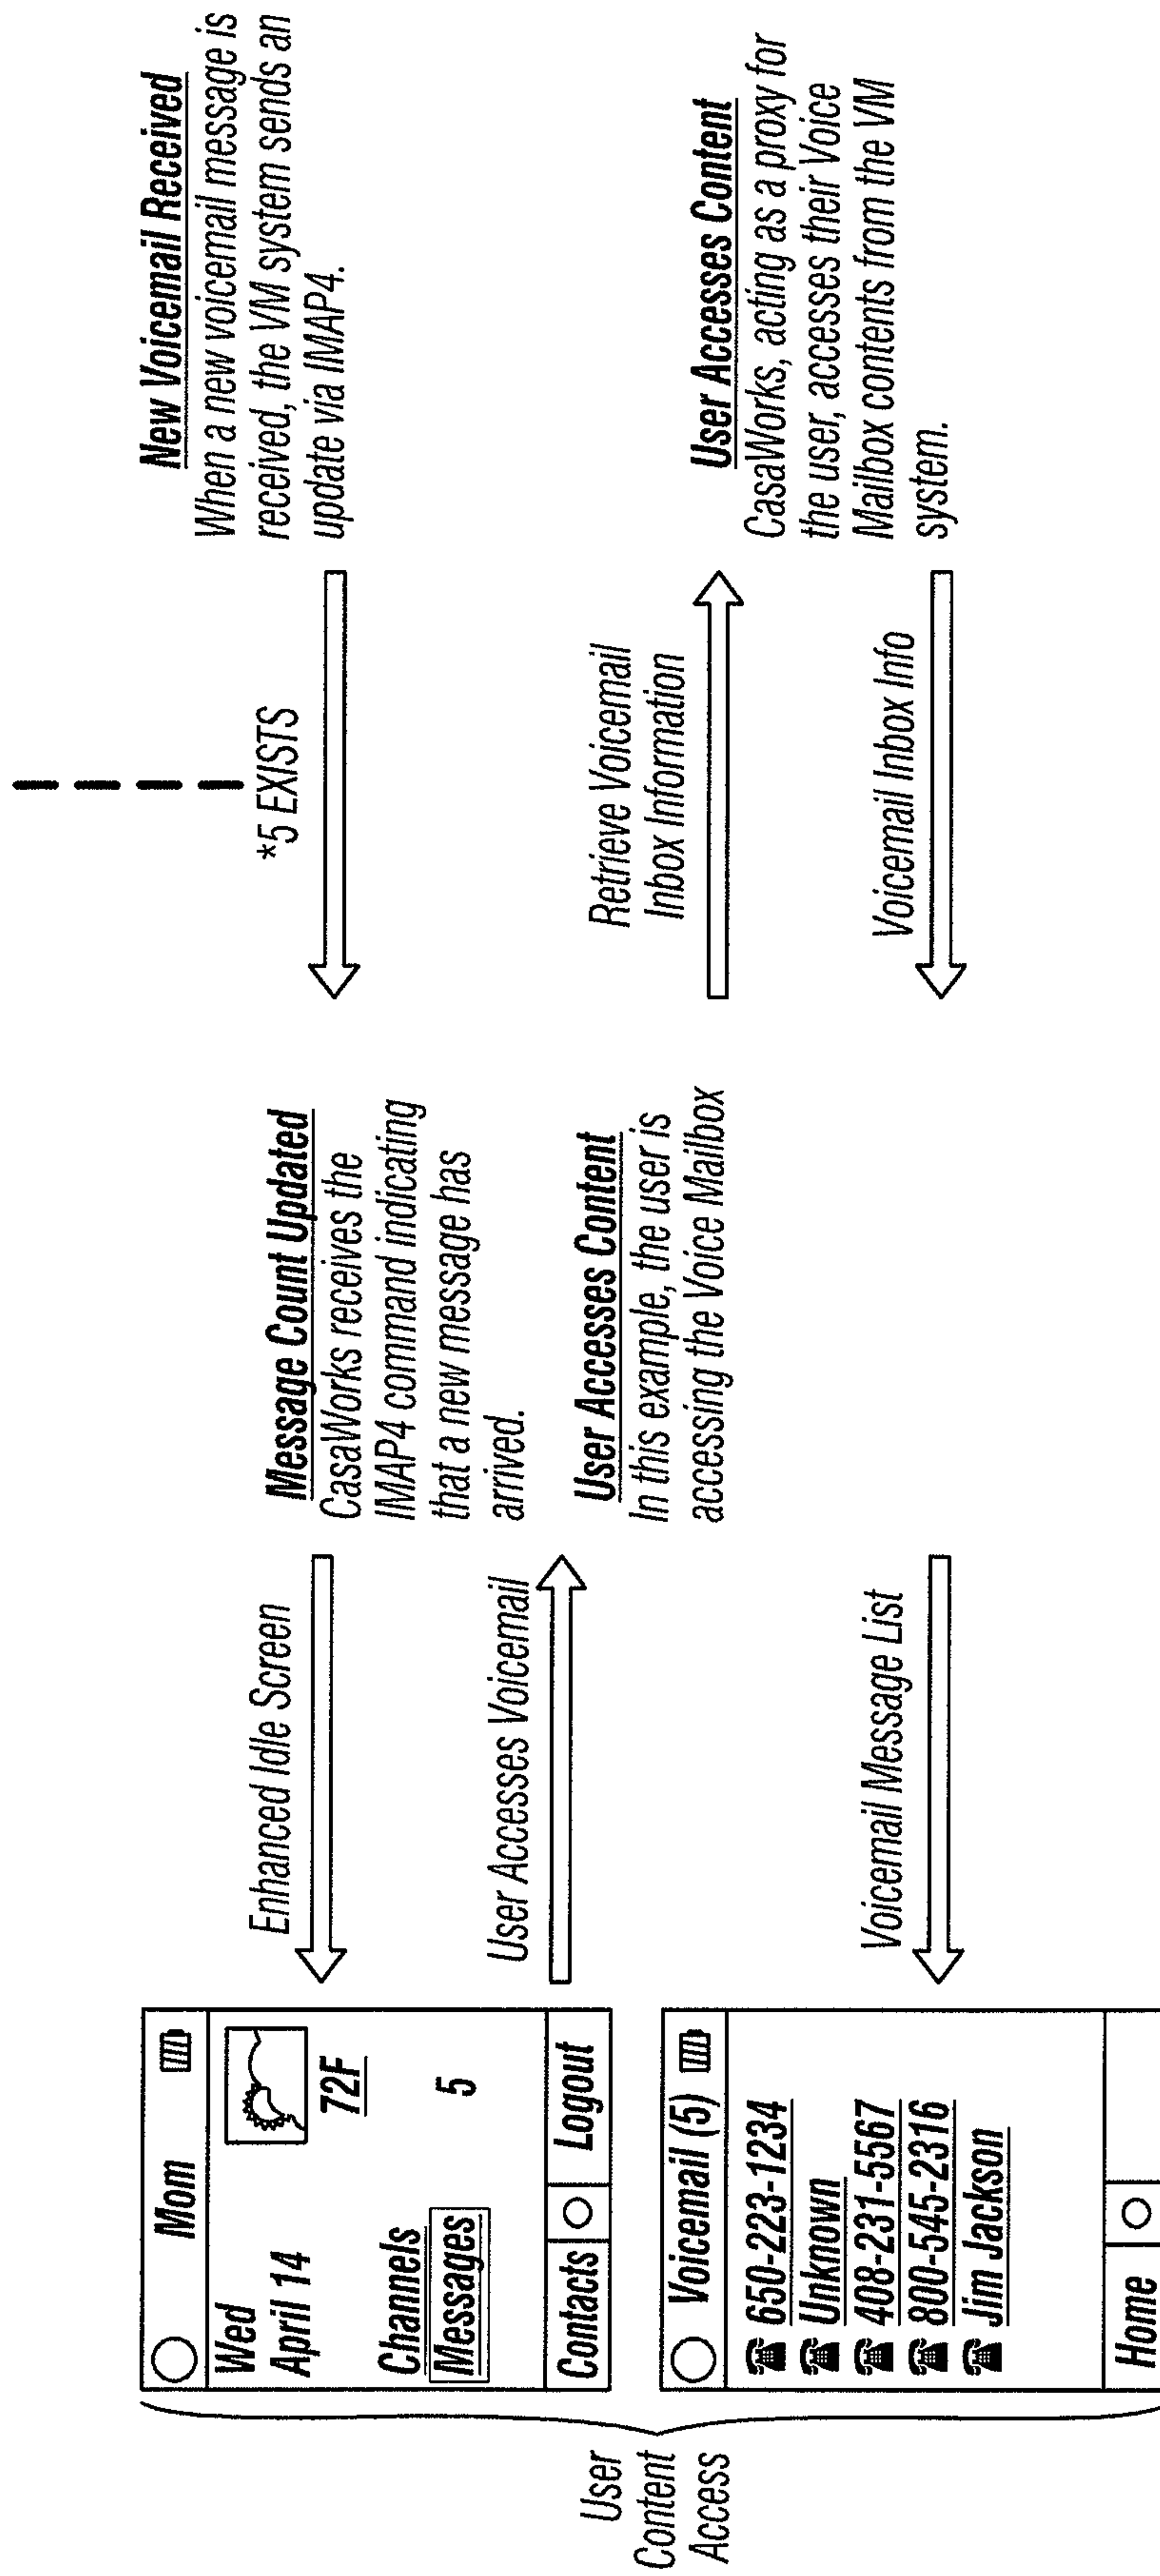 User
Content
Access
Mom
Wed
April 14
72F
Channels
Messages
5
Contacts
Logout
Enhanced Idle Screen
Message Count Updated
CasaWorks receives the
IMAP4 command indicating
that a new message has
arrived.
*5 EXISTS
New Voicemail Received
When a new voicemail message is
received, the VM system sends an
update via IMAP4.
User Accesses Voicemail
User Accesses Content
In this example, the user is
accessing the Voice Mailbox
Retrieve Voicemail
Inbox Information
User Accesses Content
CasaWorks, acting as a proxy for
the user, accesses their Voice
Mailbox contents from the VM
system.
Voicemail Inbox Info
Voicemail Message List
Voicemail (5)
650-223-1234
Unknown
408-231-5567
800-545-2316
Jim Jackson
Home